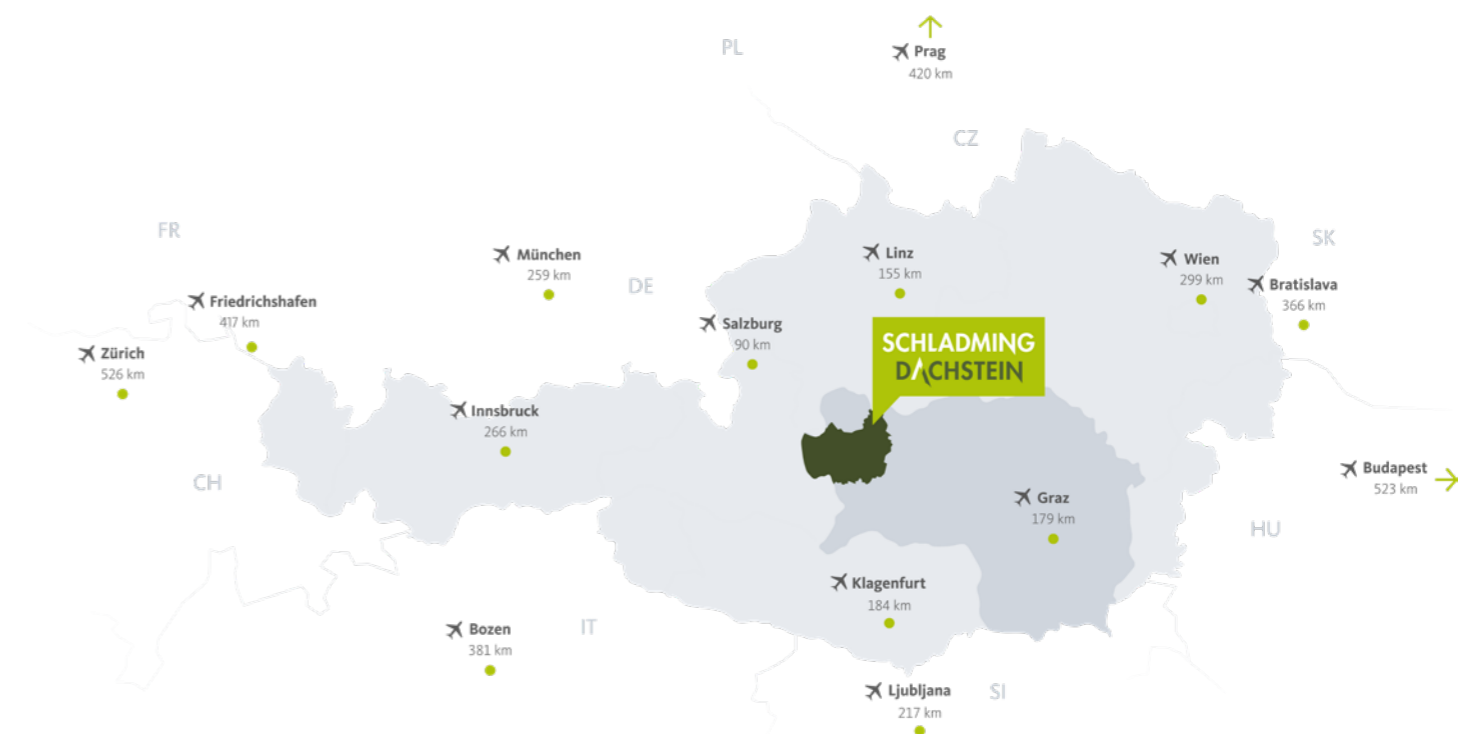 PL
Prag
420 km
CZ
FR
SK
München
259 km
DE
Linz
155 km
Wien
299 km
Bratislava
366 km
Friedrichshafen
417 km
Salzburg
90 km
Zürich
526 km
SCHLADMING
DACHSTEIN
Innsbruck
266 km
CH
Budapest
523 km
Graz
179 km
HU
Klagenfurt
184 km
Bozen
381 km
IT
Ljubljana
217 km
SI